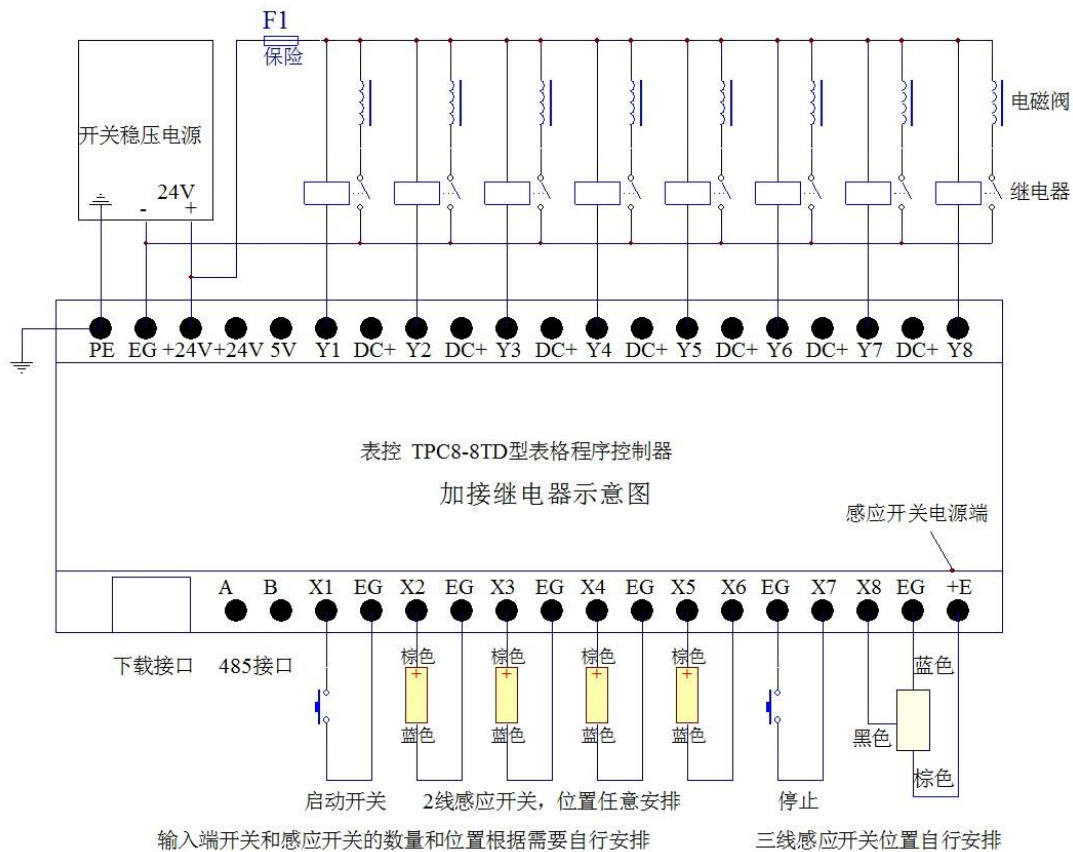 F1
保险
开关稳压电源
24V
- +
电磁阀
继电器
PE EG +24V +24V 5V Y1 DC+ Y2 DC+ Y3 DC+ Y4 DC+ Y5 DC+ Y6 DC+ Y7 DC+ Y8
表控 TPC8-8TD型表格程序控制器
加接继电器示意图
感应开关电源端
A B X1 EG X2 EG X3 EG X4 EG X5 X6 EG X7 X8 EG +E
下载接口 485接口
棕色 棕色 棕色 棕色 蓝色
+ + + +
蓝色 蓝色 蓝色 蓝色 黑色
棕色
启动开关 2线感应开关，位置任意安排 停止
输入端开关和感应开关的数量和位置根据需要自行安排 三线感应开关位置自行安排